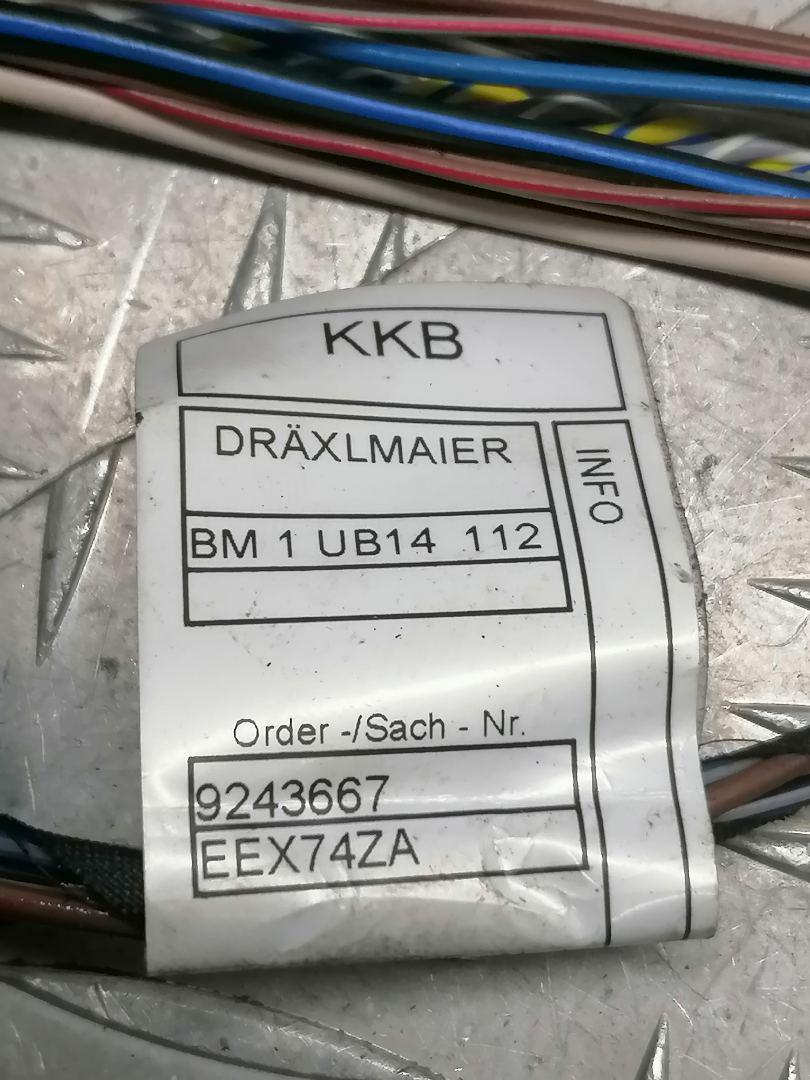 KKB
DRÄXLMAIER
INFO
BM 1 UB14 112
Order -/Sach - Nr.
9243667
EEX74ZA